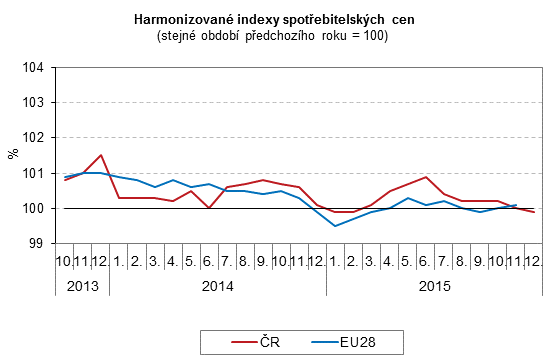 Harmonizované indexy spotřebitelských cen
(stejné období předchozího roku = 100)
104
103
102
101
100
99
%
10. 11. 12. 1. 2. 3. 4. 5. 6. 7. 8. 9. 10. 11. 12. 1. 2. 3. 4. 5. 6. 7. 8. 9. 10. 11. 12.
2013 2014 2015
ČR EU28